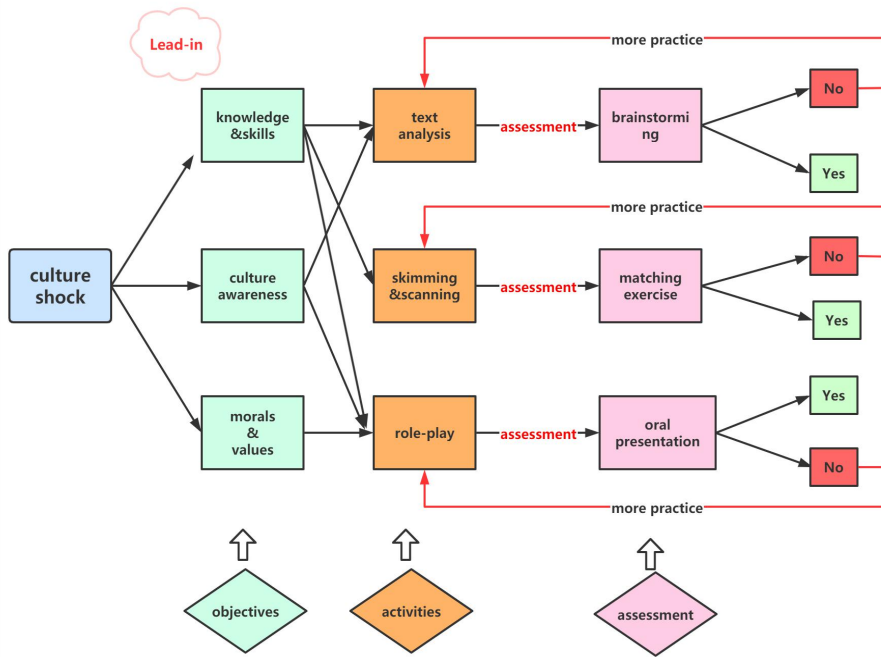 Lead-in
more practice
No
knowledge
&skills
text
analysis
assessment
brainstormi
ng
Yes
more practice
culture
shock
culture
awareness
skimming
&scanning
assessment
matching
exercise
No
Yes
morals
&
values
role-play
assessment
oral
presentation
Yes
No
more practice
objectives
activities
assessment